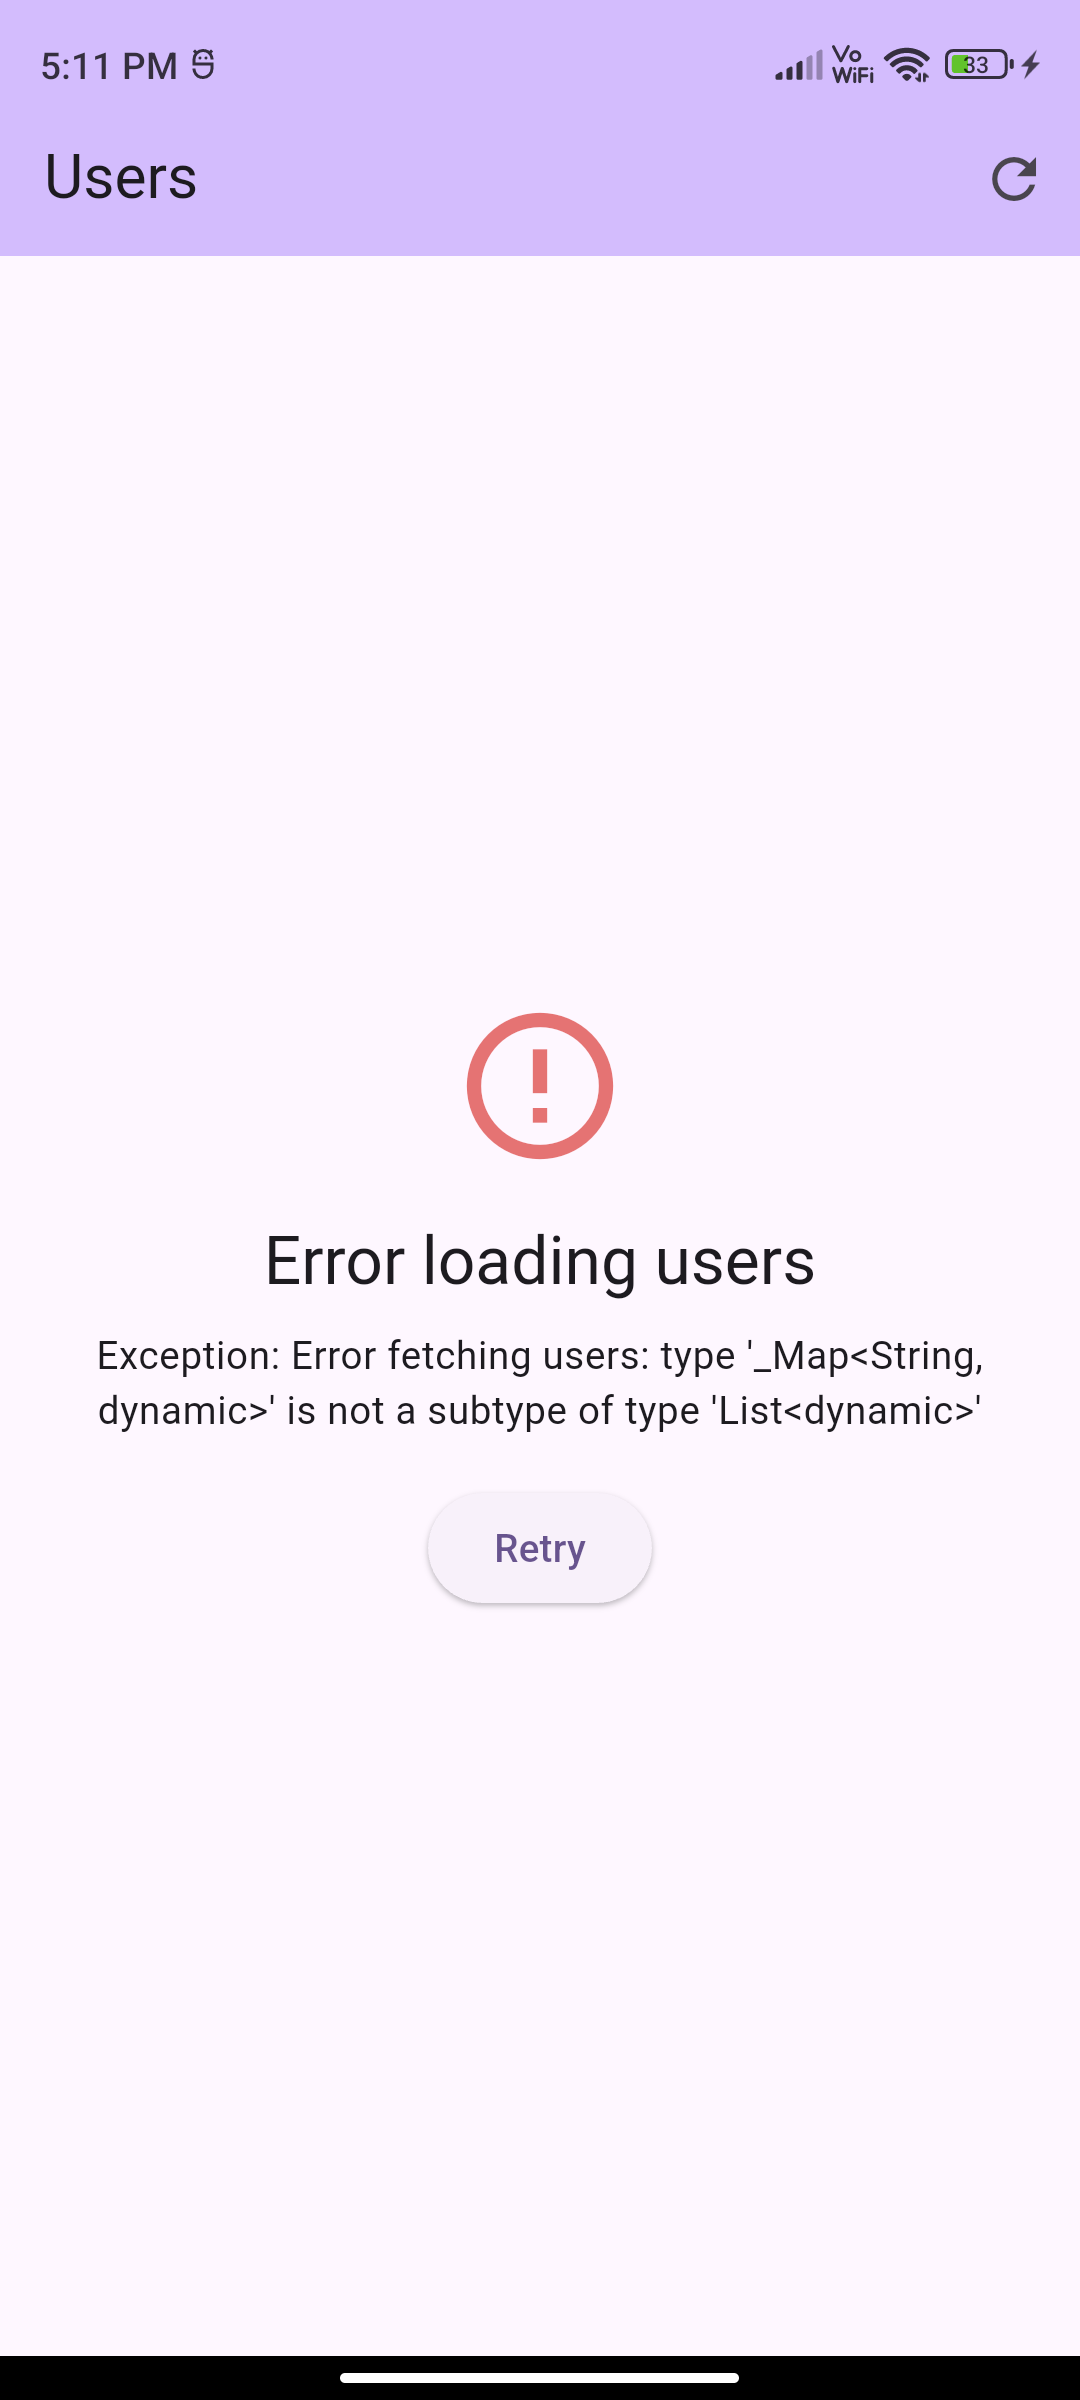 5:11 PM
Vo
WiFi
33
Users
Error loading users
Exception: Error fetching users: type '_Map<String,
dynamic>' is not a subtype of type 'List<dynamic>'
Retry